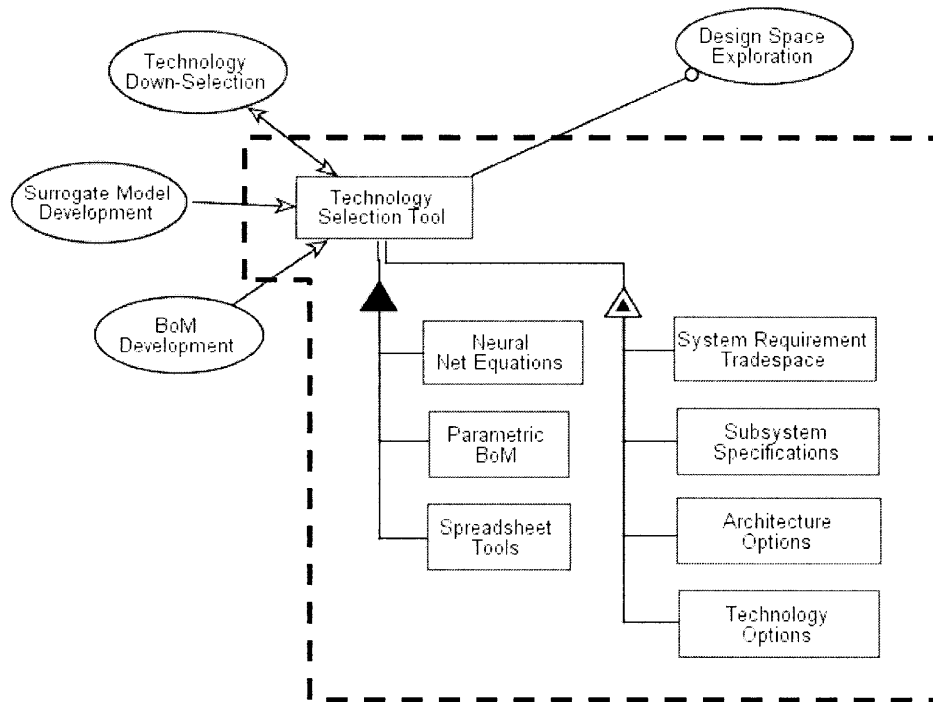 Design Space
Exploration
Technology
Down-Selection
Surrogate Model
Development
Technology
Selection Tool
BoM
Development
Neural
Net Equations
System Requirement
Tradespace
Parametric
BoM
Subsystem
Specifications
Spreadsheet
Tools
Architecture
Options
Technology
Options